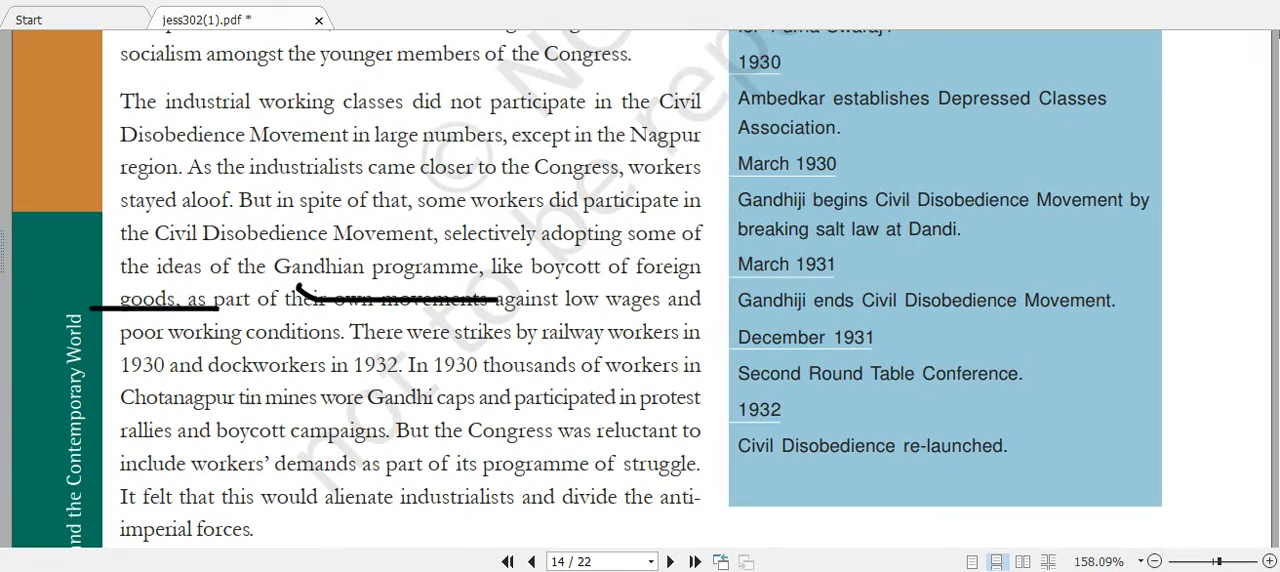 Start
jess302(1).pdf *
socialism amongst the younger members of the Congress.
The industrial working classes did not participate in the Civil
Disobedience Movement in large numbers, except in the Nagpur
region. As the industrialists came closer to the Congress, workers
stayed aloof. But in spite of that, some workers did participate in
the Civil Disobedience Movement, selectively adopting some of
the ideas of the Gandhian programme, like boycott of foreign
goods, as part of their own movements against low wages and
poor working conditions. There were strikes by railway workers in
1930 and dockworkers in 1932. In 1930 thousands of workers in
Chotanagpur tin mines wore Gandhi caps and participated in protest
rallies and boycott campaigns. But the Congress was reluctant to
include workers’ demands as part of its programme of struggle.
It felt that this would alienate industrialists and divide the anti-
imperial forces.
1930
Ambedkar establishes Depressed Classes
Association.
March 1930
Gandhiji begins Civil Disobedience Movement by
breaking salt law at Dandi.
March 1931
Gandhiji ends Civil Disobedience Movement.
December 1931
Second Round Table Conference.
1932
Civil Disobedience re-launched.
and the Contemporary World
not to be rep
14 / 22
158.09%